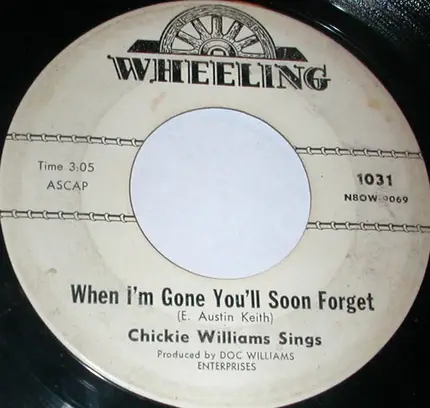 WHEELING
Time 3:05
ASCAP
1031
N8OW-9069
When i'm Gone You'll Soon Forget
(E. Austin Keith)
Chickie Williams Sings
Produced by DOC WILLIAMS
ENTERPRISES